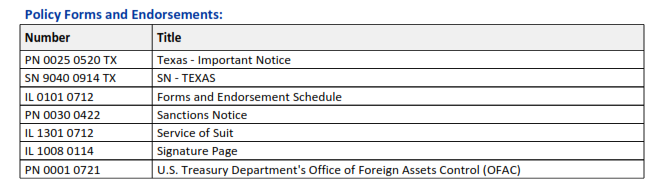 Policy Forms and Endorsements:
Number Title
PN 0025 0520 TX Texas - Important Notice
SN 9040 0914 TX SN - TEXAS
IL 0101 0712 Forms and Endorsement Schedule
PN 0030 0422 Sanctions Notice
IL 1301 0712 Service of Suit
IL 1008 0114 Signature Page
PN 0001 0721 U.S. Treasury Department's Office of Foreign Assets Control (OFAC)